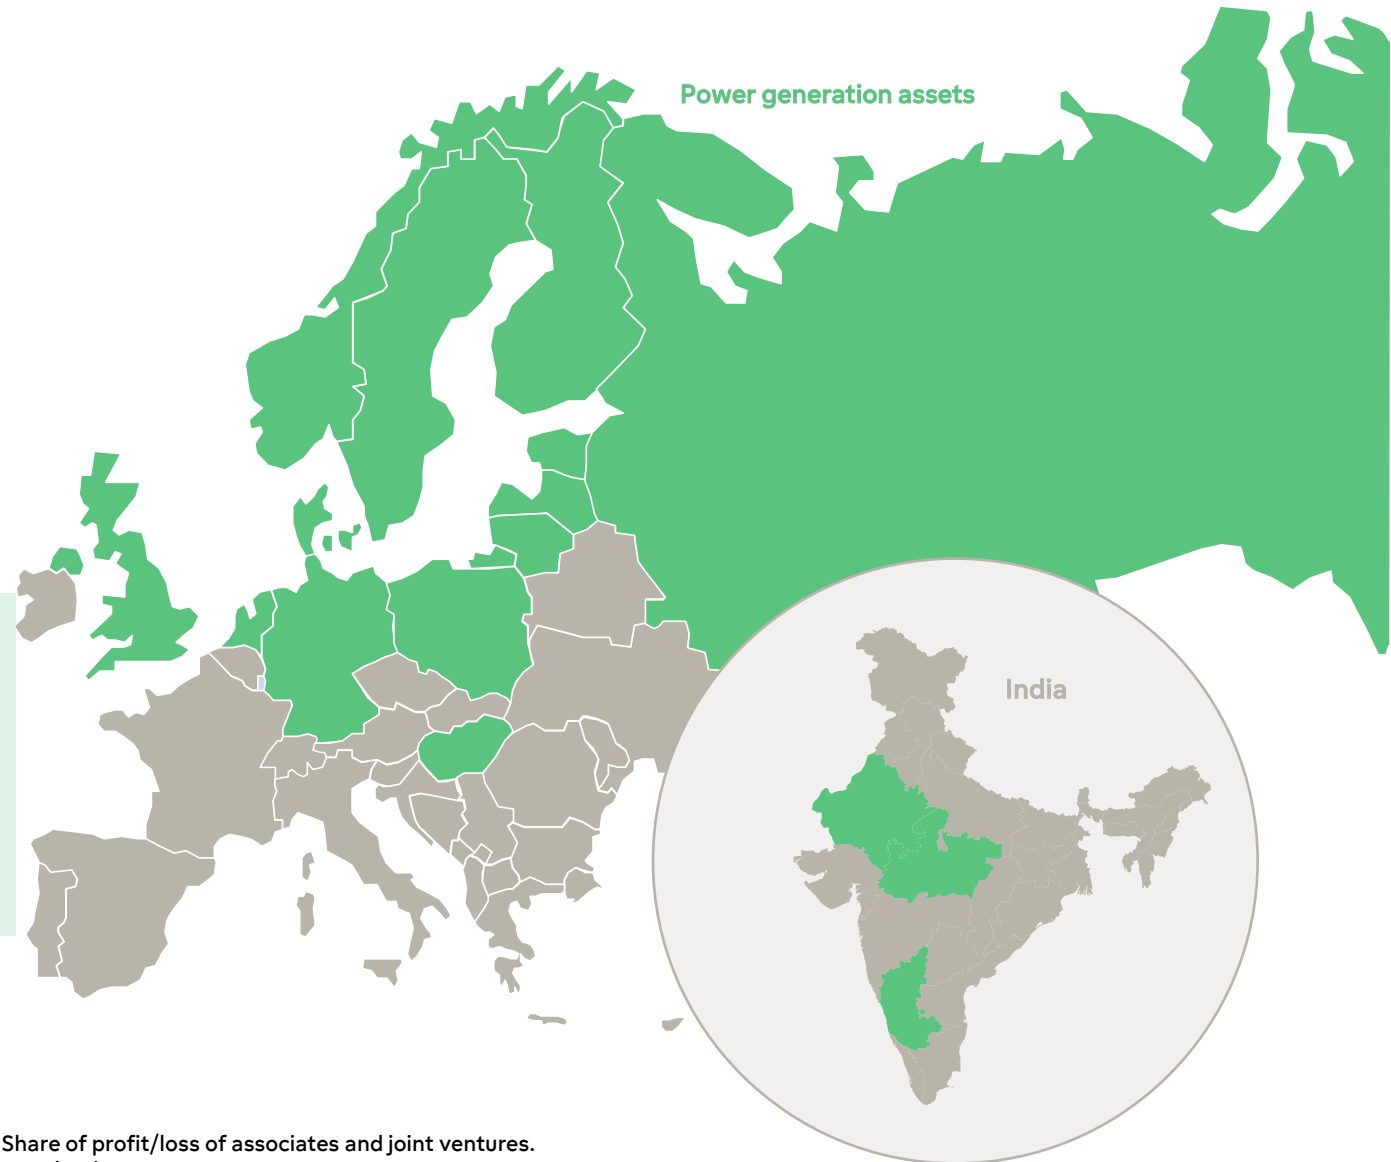 Power generation assets
India
Share of profit/loss of associates and joint ventures.